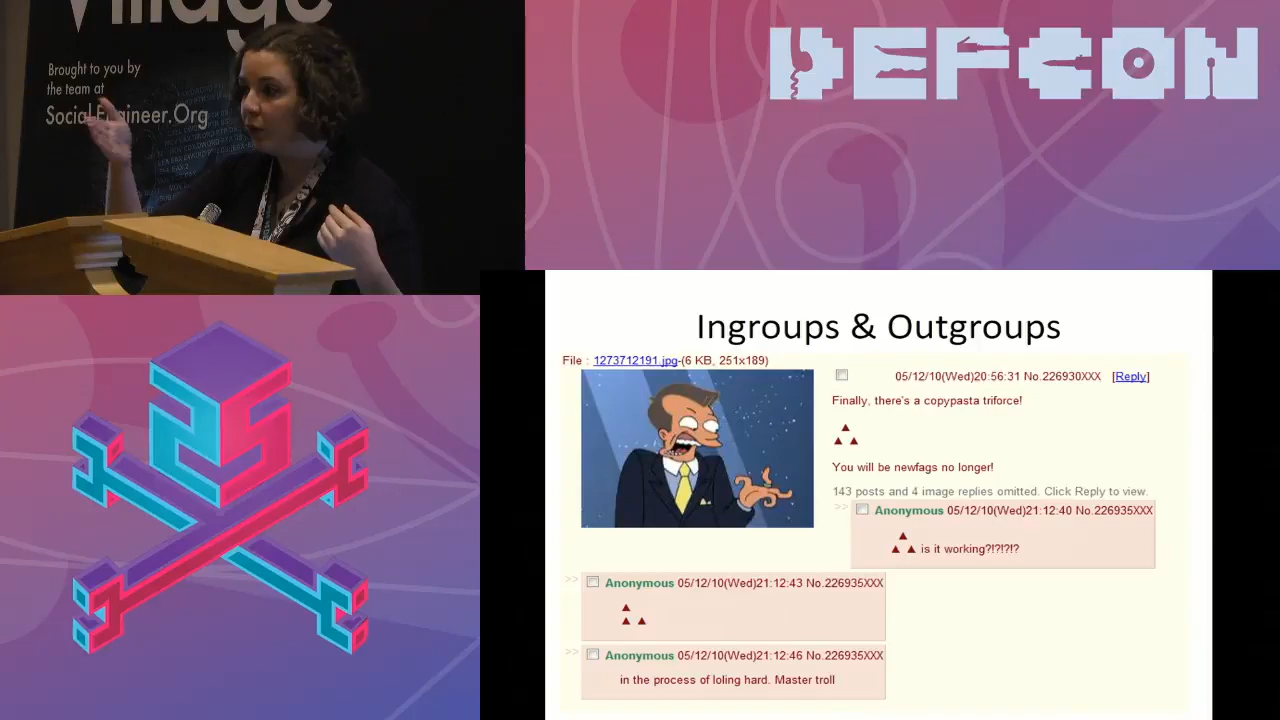 Village
Brought to you by
the team at
Social-Engineer.Org
DEFCON
Ingroups & Outgroups
File : 1273712191.jpg-(6 KB, 251x189)
05/12/10(Wed)20:56:31 No.226930XXX [Reply]
Finally, there's a copypasta triforce!
▲
▲ ▲
You will be newfags no longer!
143 posts and 4 image replies omitted. Click Reply to view.
>> Anonymous 05/12/10(Wed)21:12:40 No.226935XXX
▲
▲ ▲ is it working?!?!?!?
>> Anonymous 05/12/10(Wed)21:12:43 No.226935XXX
▲
▲ ▲
>> Anonymous 05/12/10(Wed)21:12:46 No.226935XXX
in the process of loling hard. Master troll